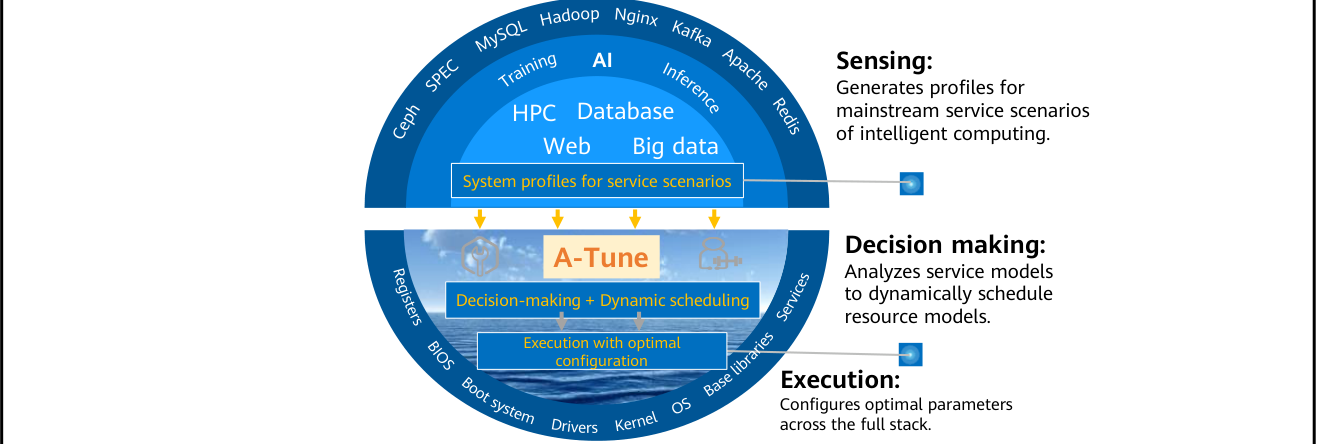 Ceph
SPEC
MySQL
Hadoop
Nginx
Kafka
Apache
Redis
Training
AI
Inference
HPC
Database
Web
Big data
System profiles for service scenarios
Sensing:
Generates profiles for
mainstream service scenarios
of intelligent computing.
A-Tune
Decision-making + Dynamic scheduling
Execution with optimal
configuration
Registers
BIOS
Boot system
Drivers
Kernel
OS
Base libraries
Services
Decision making:
Analyzes service models
to dynamically schedule
resource models.
Execution:
Configures optimal parameters
across the full stack.